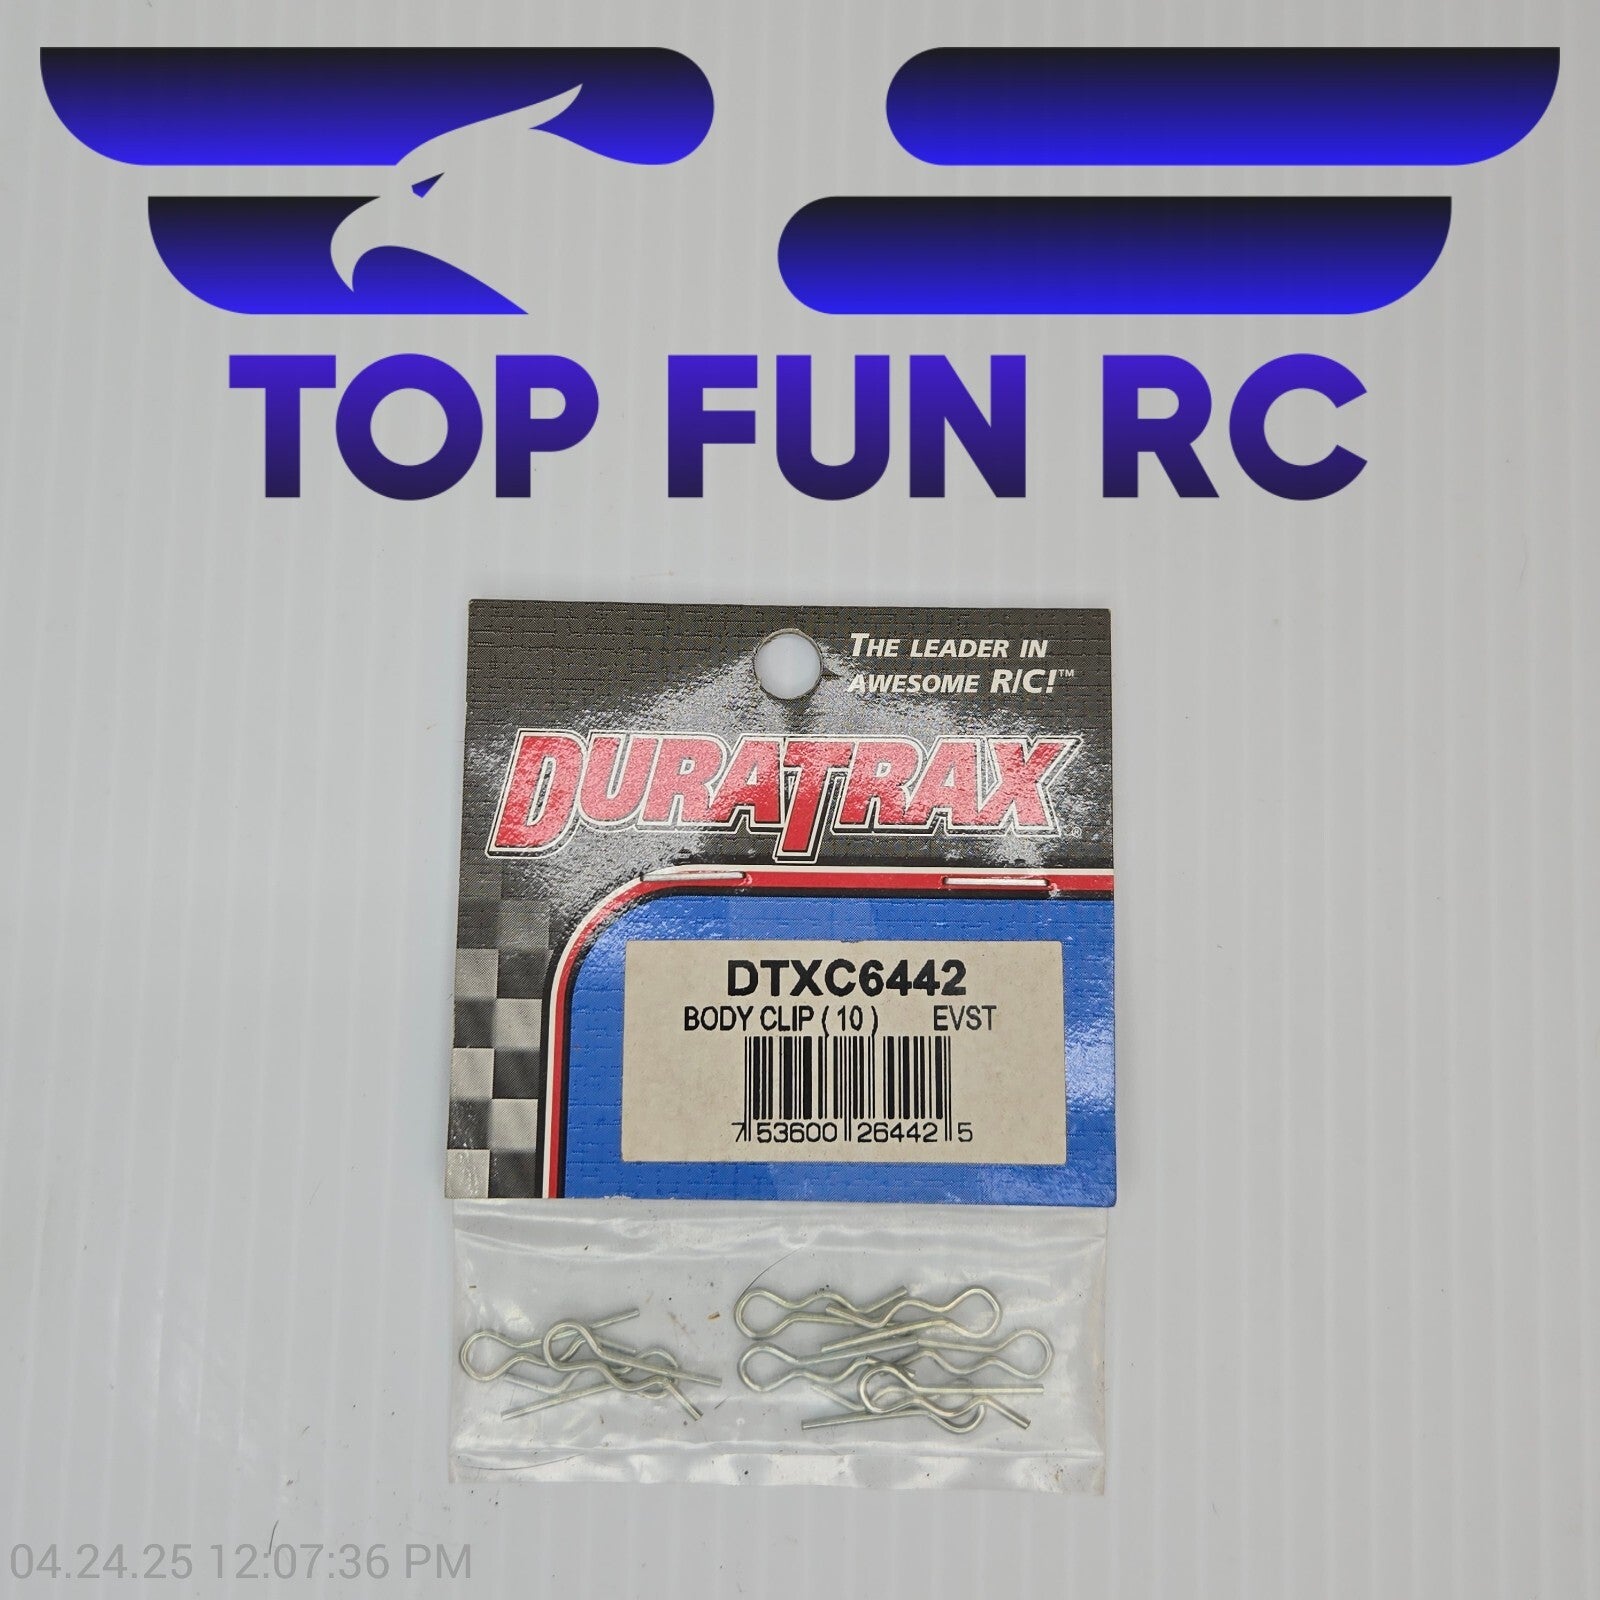 TOP FUN RC
THE LEADER IN
AWESOME R/C!™
DURATRAX®
DTXC6442
BODY CLIP ( 10 ) EVST
7 53600 26442 5
04.24.25 12:07:36 PM